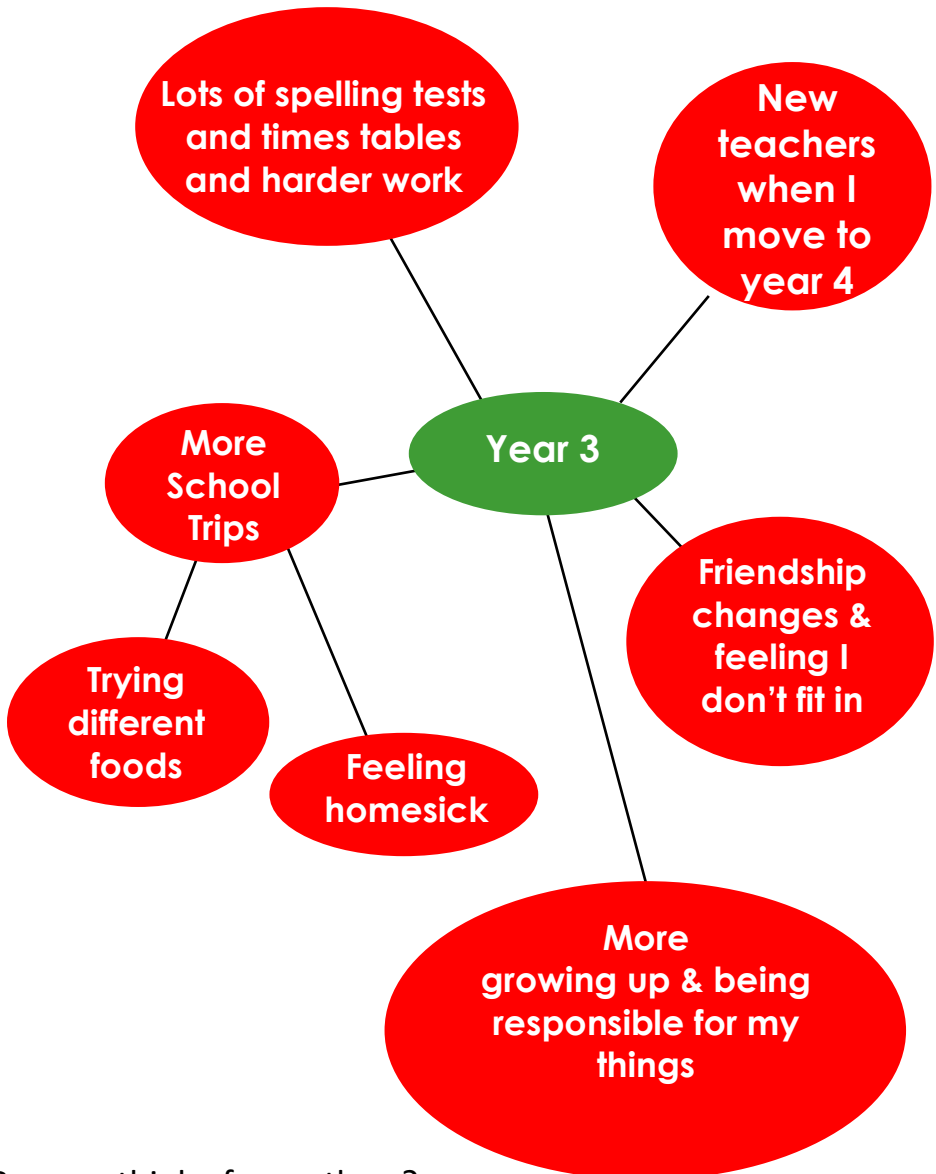 Lots of spelling tests
and times tables
and harder work
New
teachers
when I
move to
year 4
Year 3
More
School
Trips
Friendship
changes &
feeling I
don’t fit in
Trying
different
foods
Feeling
homesick
More
growing up & being
responsible for my
things